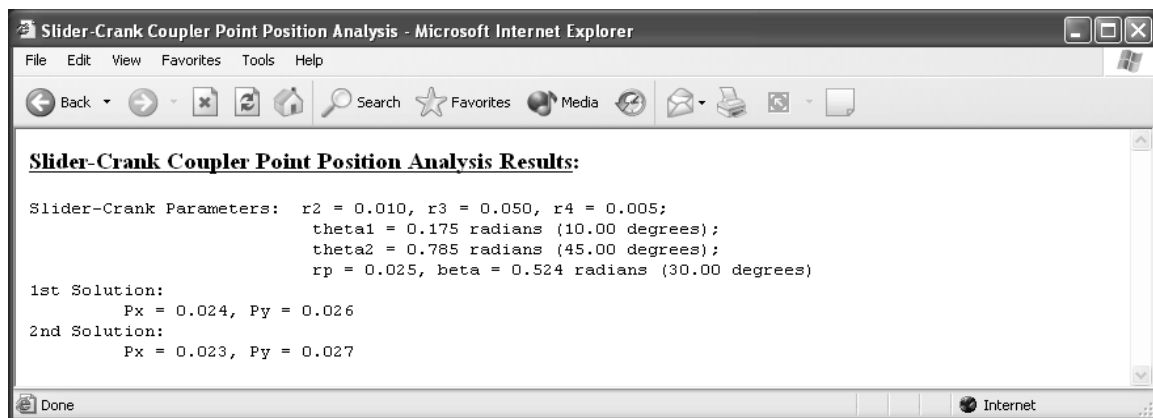 Slider-Crank Coupler Point Position Analysis - Microsoft Internet Explorer
File Edit View Favorites Tools Help
Back Search Favorites Media
Slider-Crank Coupler Point Position Analysis Results:
Slider-Crank Parameters: r2 = 0.010, r3 = 0.050, r4 = 0.005;
theta1 = 0.175 radians (10.00 degrees);
theta2 = 0.785 radians (45.00 degrees);
rp = 0.025, beta = 0.524 radians (30.00 degrees)
1st Solution:
Px = 0.024, Py = 0.026
2nd Solution:
Px = 0.023, Py = 0.027
Done Internet